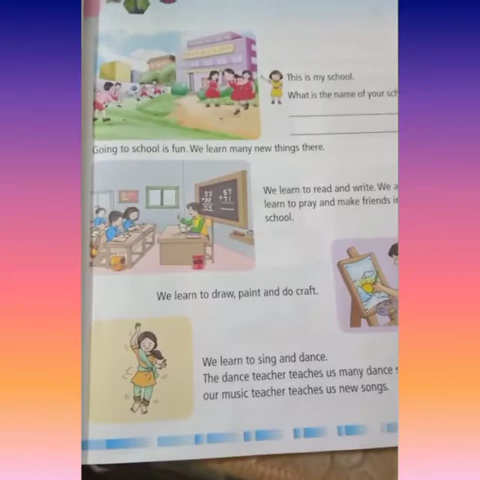 This is my school.
What is the name of your sch
Going to school is fun. We learn many new things there.
We learn to read and write. We a
learn to pray and make friends i
school.
We learn to draw, paint and do craft.
We learn to sing and dance.
The dance teacher teaches us many dance s
our music teacher teaches us new songs.